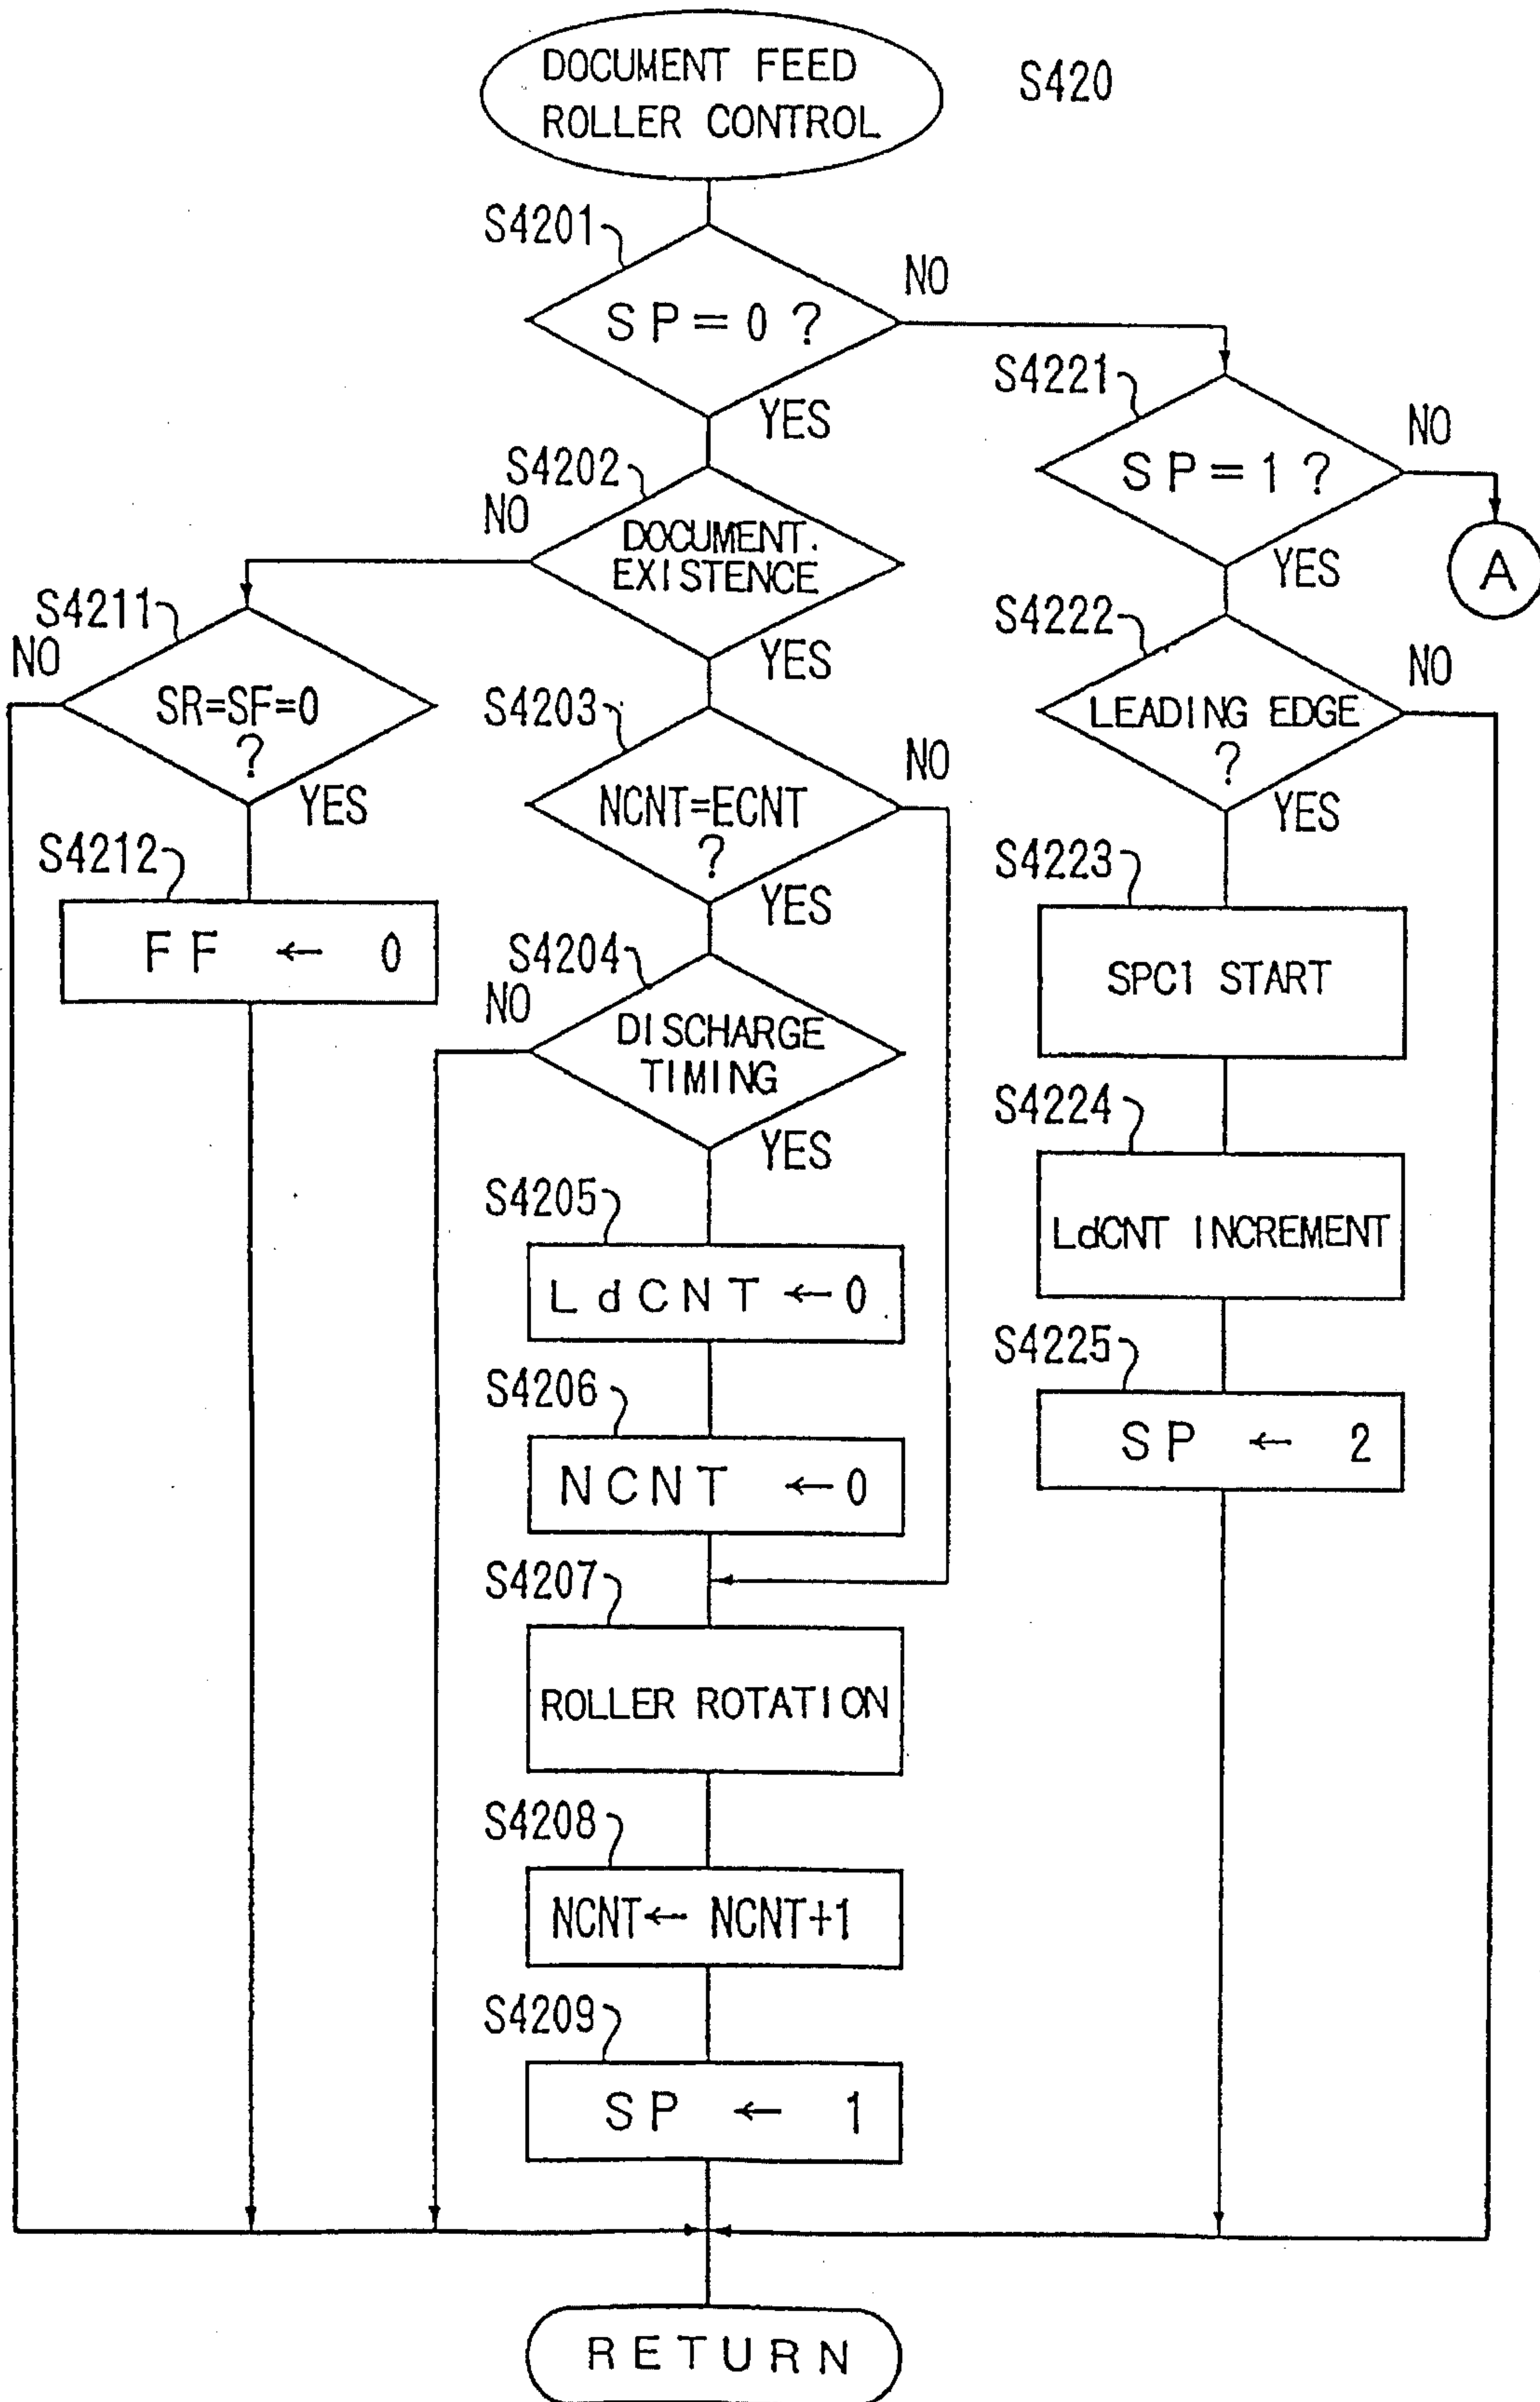 DOCUMENT FEED
ROLLER CONTROL
S420
S4201
SP=0 ?
NO
YES
S4221
SP=1 ?
NO
A
YES
S4202
NO
DOCUMENT.
EXISTENCE
YES
S4211
NO
SR=SF=0
?
YES
S4212
FF ← 0
S4203
NCNT=ECNT
?
NO
YES
S4204
NO
DISCHARGE
TIMING
YES
S4205
LdCNT ← 0
S4206
NCNT ← 0
S4207
ROLLER ROTATION
S4208
NCNT ← NCNT+1
S4209
SP ← 1
S4222
LEADING EDGE
?
NO
YES
S4223
SPC1 START
S4224
LdCNT INCREMENT
S4225
SP ← 2
RETURN